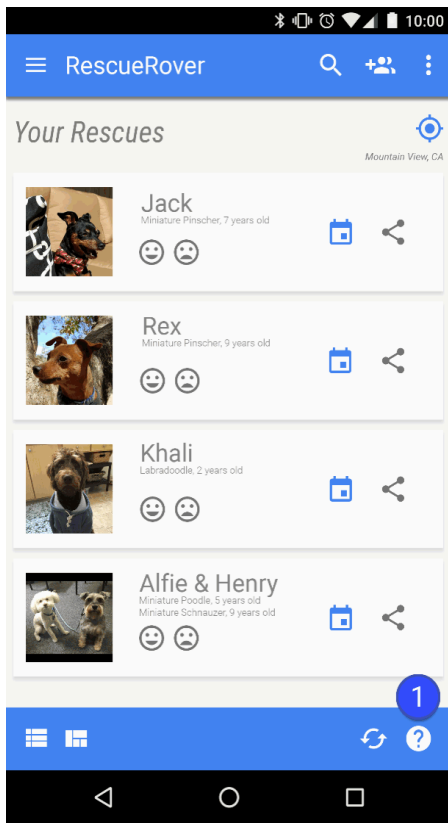 10:00
RescueRover
Your Rescues
Mountain View, CA
Jack
Miniature Pinscher, 7 years old
Rex
Miniature Pinscher, 9 years old
Khali
Labradoodle, 2 years old
Alfie & Henry
Miniature Poodle, 5 years old
Miniature Schnauzer, 9 years old
1
?